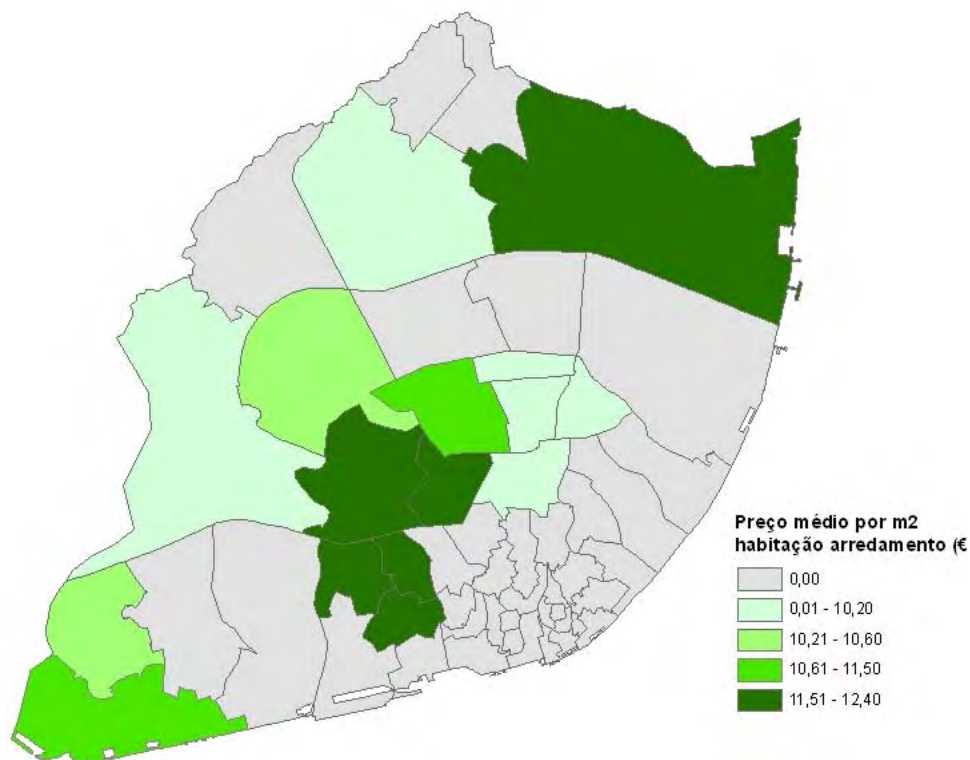 Preço médio por m2
habitação arredamento (€
0,00
0,01 - 10,20
10,21 - 10,60
10,61 - 11,50
11,51 - 12,40